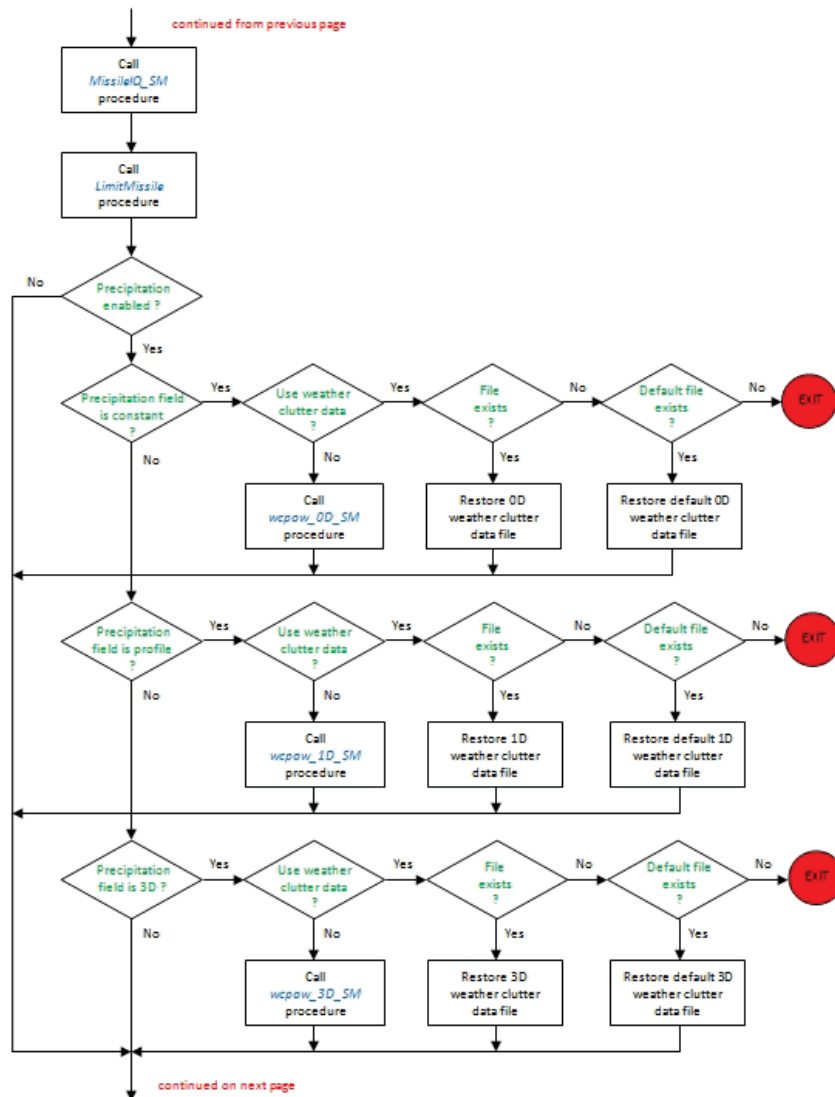 continued from previous page
Call
MissileIQ_SM
procedure
Call
LimitMissile
procedure
No
Precipitation
enabled ?
Yes
Precipitation field
is constant
?
Yes
Use weather
clutter data
?
Yes
File
exists
?
No
Default file
exists
?
No
EXIT
No
No
Yes
Yes
Call
wcpow_0D_SM
procedure
Restore 0D
weather clutter
data file
Restore default 0D
weather clutter
data file
Precipitation
field is profile
?
Yes
Use weather
clutter data
?
Yes
File
exists
?
No
Default file
exists
?
No
EXIT
No
No
Yes
Yes
Call
wcpow_1D_SM
procedure
Restore 1D
weather clutter
data file
Restore default 1D
weather clutter
data file
Precipitation
field is 3D ?
Yes
Use weather
clutter data
?
Yes
File
exists
?
No
Default file
exists
?
No
EXIT
No
No
Yes
Yes
Call
wcpow_3D_SM
procedure
Restore 3D
weather clutter
data file
Restore default 3D
weather clutter
data file
continued on next page